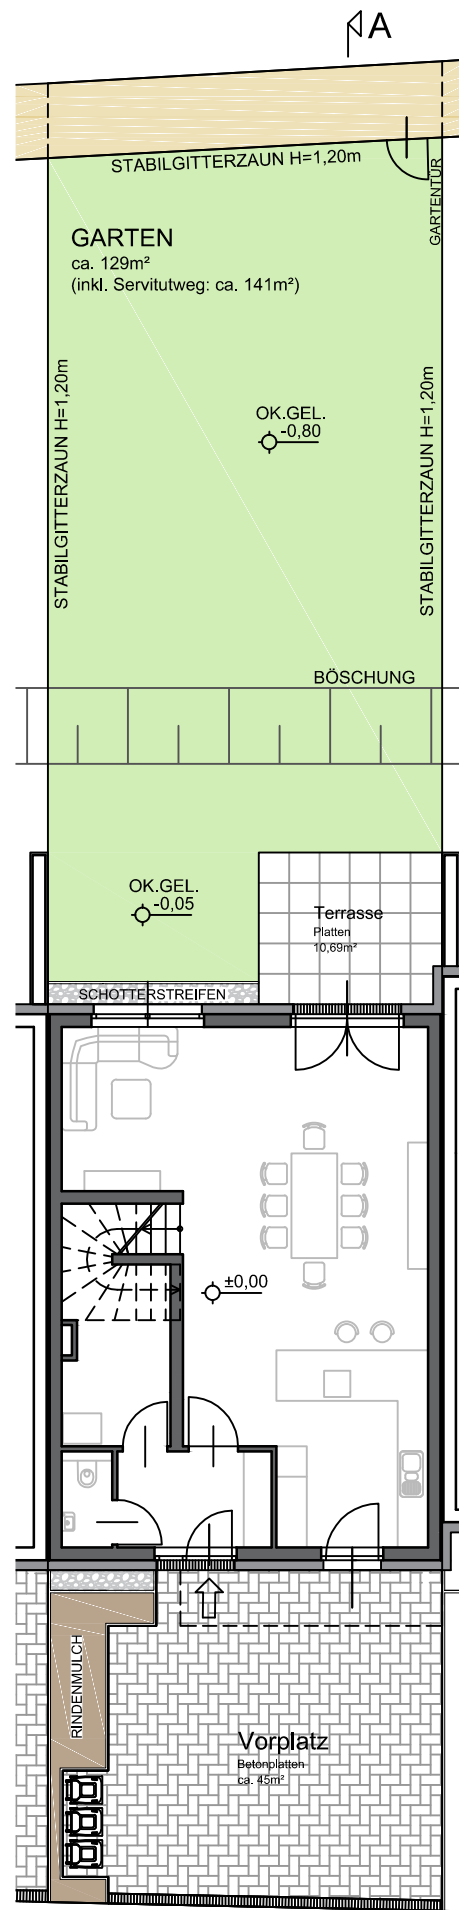 A
STABILGITTERZAUN H=1,20m
GARTENTÜR
GARTEN
ca. 129m²
(inkl. Servitutweg: ca. 141m²)
STABILGITTERZAUN H=1,20m
STABILGITTERZAUN H=1,20m
OK.GEL.
-0,80
BÖSCHUNG
OK.GEL.
-0,05
Terrasse
Platten
10,69m²
SCHOTTERSTREIFEN
±0,00
RINDENMULCH
Vorplatz
Betonplatten
ca. 45m²